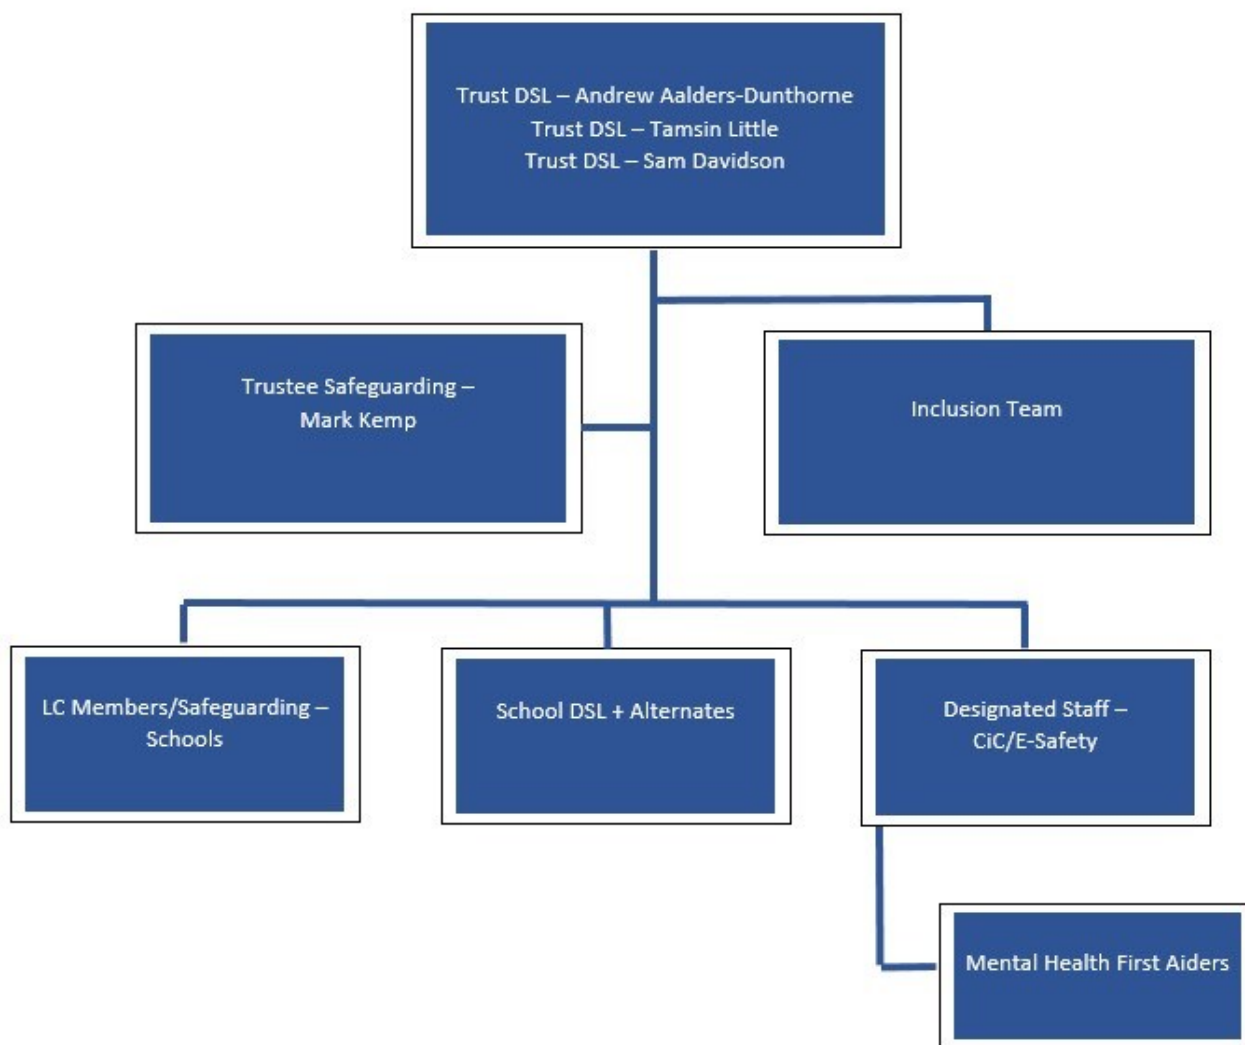 Trust DSL – Andrew Aalders-Dunthorne
Trust DSL – Tamsin Little
Trust DSL – Sam Davidson
Trustee Safeguarding –
Mark Kemp
Inclusion Team
LC Members/Safeguarding –
Schools
School DSL + Alternates
Designated Staff –
CiC/E-Safety
Mental Health First Aiders